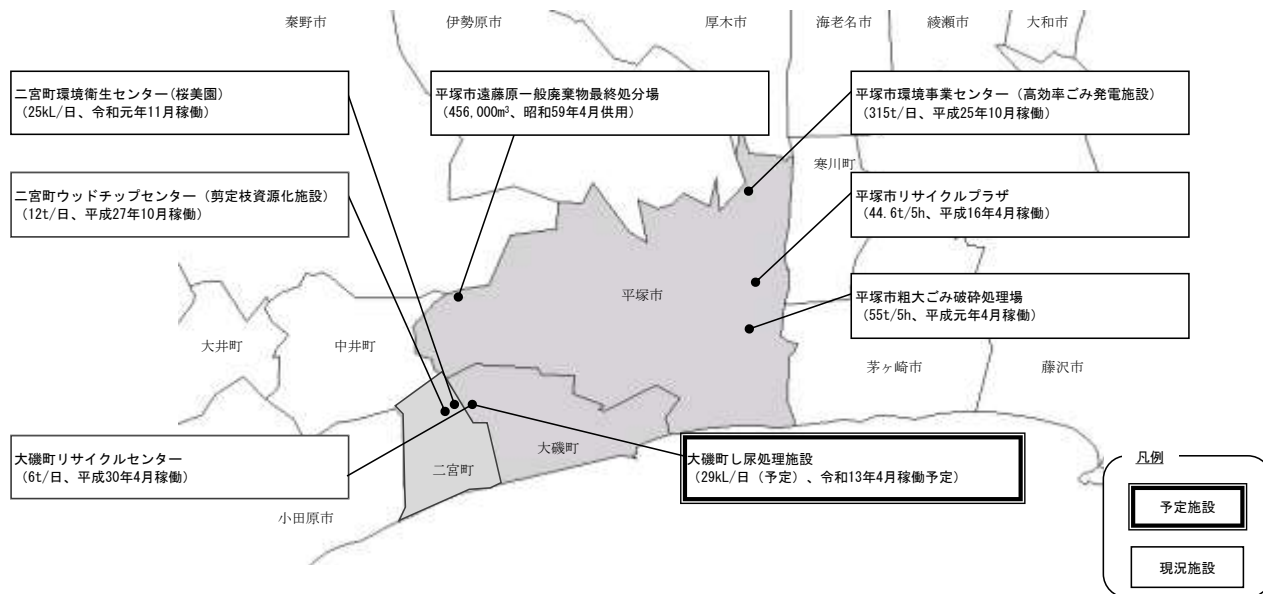 秦野市
伊勢原市
厚木市
海老名市
綾瀬市
大和市
二宮町環境衛生センター(桜美園)
(25kL/日、令和元年11月稼働)
平塚市遠藤原一般廃棄物最終処分場
(456,000m³、昭和59年4月供用)
平塚市環境事業センター(高効率ごみ発電施設)
(315t/日、平成25年10月稼働)
寒川町
二宮町ウッドチップセンター(剪定枝資源化施設)
(12t/日、平成27年10月稼働)
平塚市リサイクルプラザ
(44.6t/5h、平成16年4月稼働)
平塚市
平塚市粗大ごみ破砕処理場
(55t/5h、平成元年4月稼働)
大井町
中井町
茅ヶ崎市
藤沢市
大磯町リサイクルセンター
(6t/日、平成30年4月稼働)
二宮町
大磯町
大磯町し尿処理施設
(29kL/日(予定)、令和13年4月稼働予定)
小田原市
凡例
予定施設
現況施設